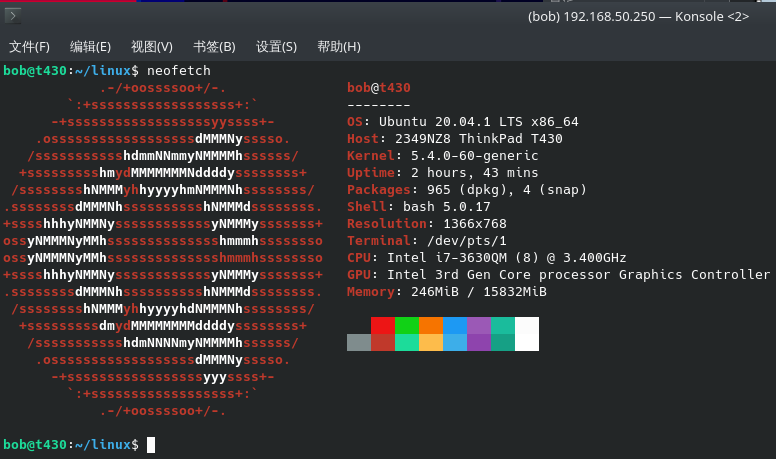 (bob) 192.168.50.250 — Konsole <2>
文件(F) 编辑(E) 视图(V) 书签(B) 设置(S) 帮助(H)
bob@t430:~/linux$ neofetch
.-/+oossssoo+/-. bob@t430
`:+ssssssssssssssssss+:` --------
-+ssssssssssssssssssyyssss+- OS: Ubuntu 20.04.1 LTS x86_64
.ossssssssssssssssssdMMMNysssso. Host: 2349NZ8 ThinkPad T430
/ssssssssssshdmmNNmmyNMMMMhssssss/ Kernel: 5.4.0-60-generic
+ssssssssshmydMMMMMMMNddddyssssssss+ Uptime: 2 hours, 43 mins
/sssssssshNMMMyhhyyyyhmNMMMNhssssssss/ Packages: 965 (dpkg), 4 (snap)
.ssssssssdMMMNhsssssssssshNMMMdssssssss. Shell: bash 5.0.17
+sssshhhyNMMNyssssssssssssyNMMMysssssss+ Resolution: 1366x768
ossyNMMMNyMMhsssssssssssssshmmmhssssssso Terminal: /dev/pts/1
ossyNMMMNyMMhsssssssssssssshmmmhssssssso CPU: Intel i7-3630QM (8) @ 3.400GHz
+sssshhhyNMMNyssssssssssssyNMMMysssssss+ GPU: Intel 3rd Gen Core processor Graphics Controller
.ssssssssdMMMNhsssssssssshNMMMdssssssss. Memory: 246MiB / 15832MiB
/sssssssshNMMMyhhyyyyhdNMMMNhssssssss/
+sssssssssdmydMMMMMMMMddddyssssssss+
/ssssssssssshdmNNNNmyNMMMMhssssss/
.ossssssssssssssssssdMMMNysssso.
-+sssssssssssssssssyyyssss+-
`:+ssssssssssssssssss+:`
.-/+oossssoo+/-.
bob@t430:~/linux$